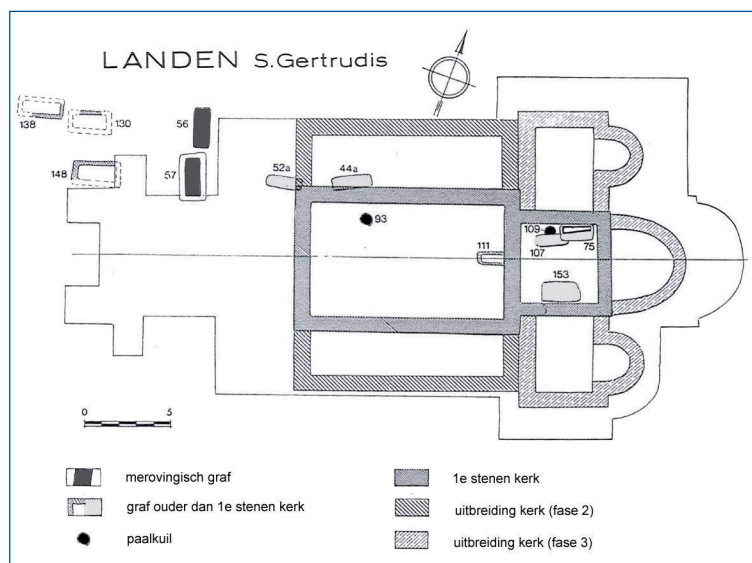 LANDEN S.Gertrudis
138
130
56
148
57
52a
44a
93
109
107
75
111
153
0 5
merovingisch graf
graf ouder dan 1e stenen kerk
paalkuil
1e stenen kerk
uitbreiding kerk (fase 2)
uitbreiding kerk (fase 3)